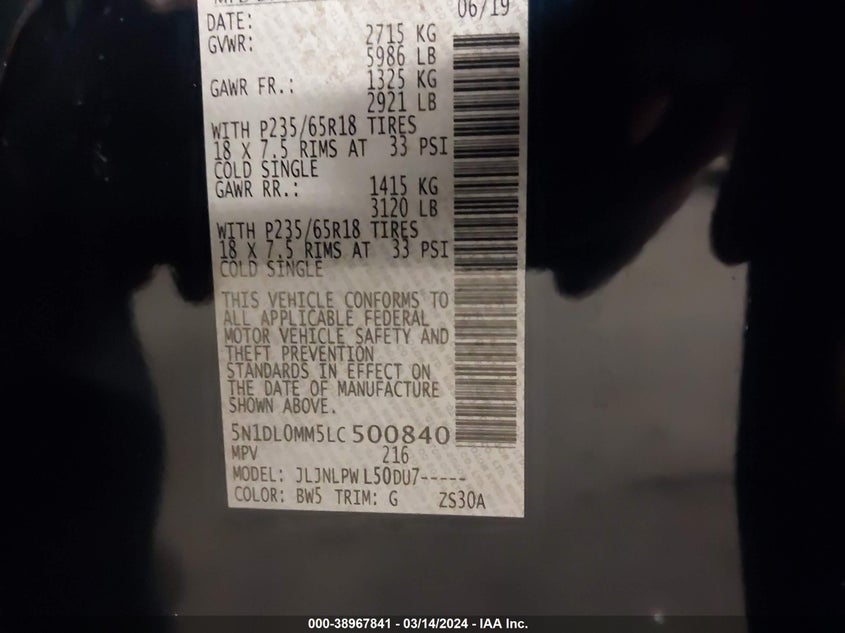 06/19
DATE:
GVWR: 2715 KG
5986 LB
GAWR FR.: 1325 KG
2921 LB
WITH P235/65R18 TIRES
18 X 7.5 RIMS AT 33 PSI
COLD SINGLE
GAWR RR.: 1415 KG
3120 LB
WITH P235/65R18 TIRES
18 X 7.5 RIMS AT 33 PSI
COLD SINGLE
THIS VEHICLE CONFORMS TO
ALL APPLICABLE FEDERAL
MOTOR VEHICLE SAFETY AND
THEFT PREVENTION
STANDARDS IN EFFECT ON
THE DATE OF MANUFACTURE
SHOWN ABOVE.
5N1DL0MM5LC500840
MPV 216
MODEL: JLJNLPWL50DU7-----
COLOR: BW5 TRIM: G ZS30A
000-38967841 - 03/14/2024 - IAA Inc.